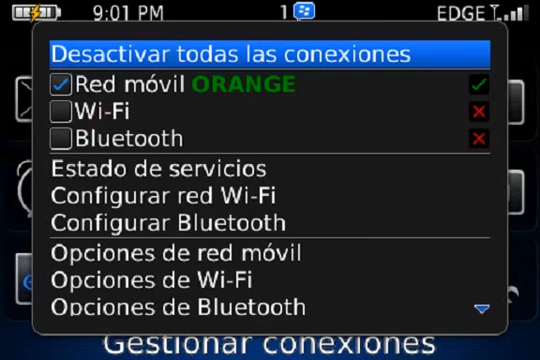 9:01 PM 1 EDGE
Desactivar todas las conexiones
Red móvil ORANGE
Wi-Fi
Bluetooth
Estado de servicios
Configurar red Wi-Fi
Configurar Bluetooth
Opciones de red móvil
Opciones de Wi-Fi
Opciones de Bluetooth
Gestionar conexiones